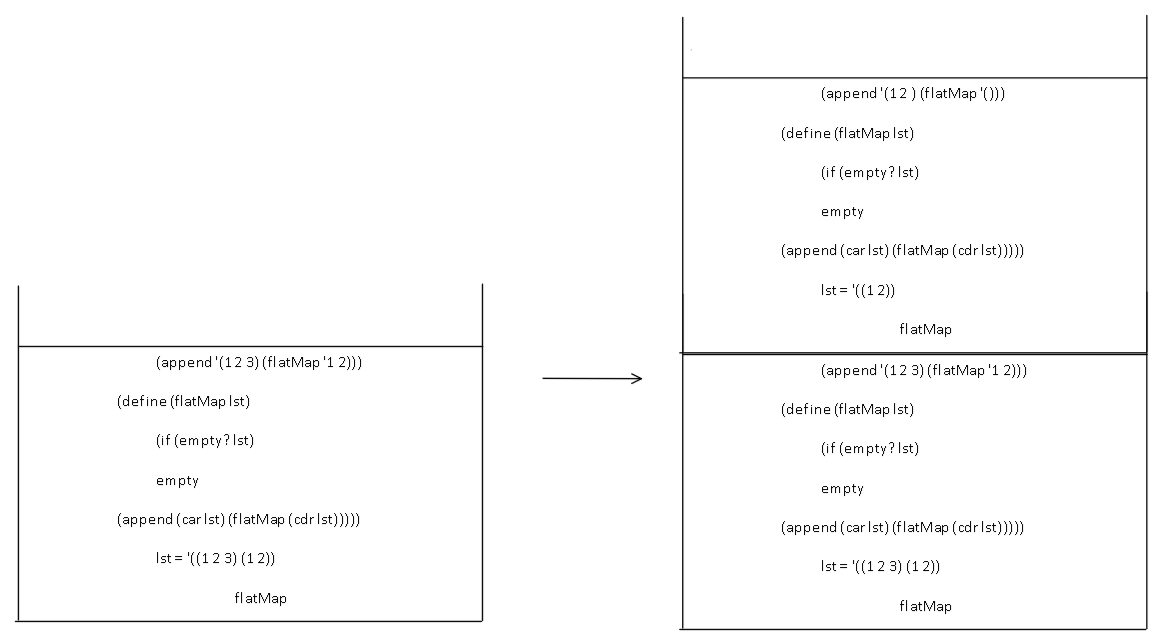 (append '(1 2 3) (flatMap '1 2)))
(define (flatMap lst)
(if (empty? lst)
empty
(append (car lst) (flatMap (cdr lst)))))
lst = '((1 2 3) (1 2))
flatMap
(append '(1 2 ) (flatMap '()))
(define (flatMap lst)
(if (empty? lst)
empty
(append (car lst) (flatMap (cdr lst)))))
lst = '((1 2))
flatMap
(append '(1 2 3) (flatMap '1 2)))
(define (flatMap lst)
(if (empty? lst)
empty
(append (car lst) (flatMap (cdr lst)))))
lst = '((1 2 3) (1 2))
flatMap